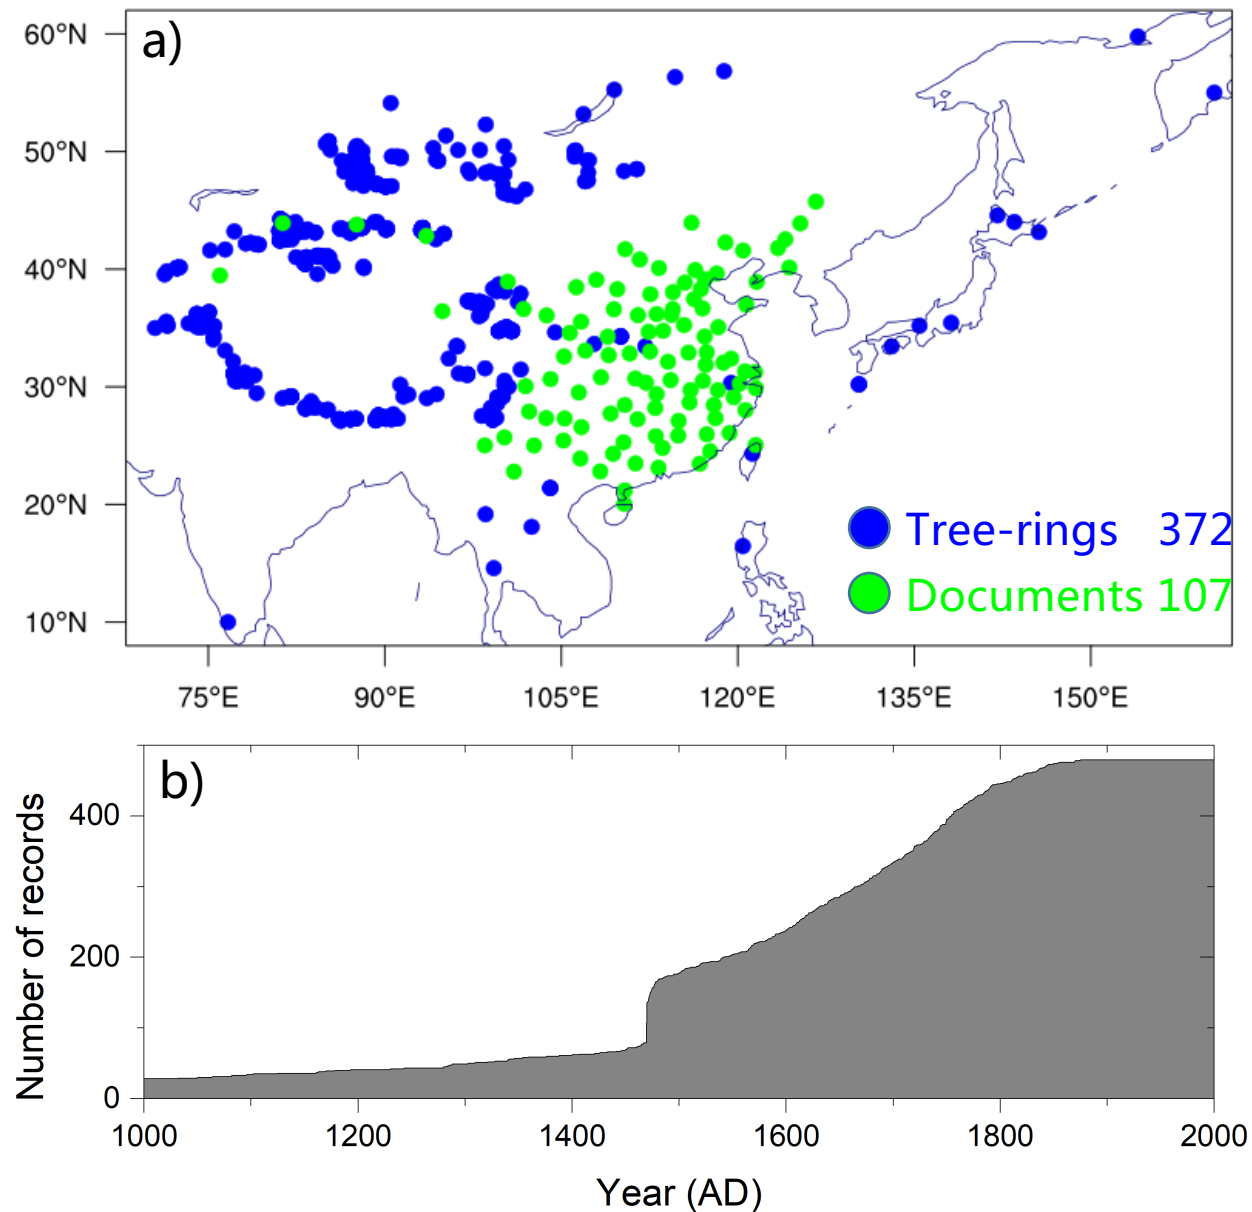 a)
60°N
50°N
40°N
30°N
20°N
10°N
Tree-rings 372
Documents 107
75°E 90°E 105°E 120°E 135°E 150°E
b)
Number of records
400
200
0
1000 1200 1400 1600 1800 2000
Year (AD)